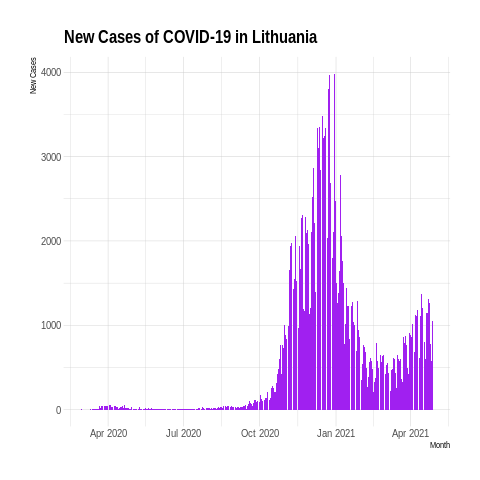 New Cases of COVID-19 in Lithuania
New Cases
4000
3000
2000
1000
0
Apr 2020 Jul 2020 Oct 2020 Jan 2021 Apr 2021
Month